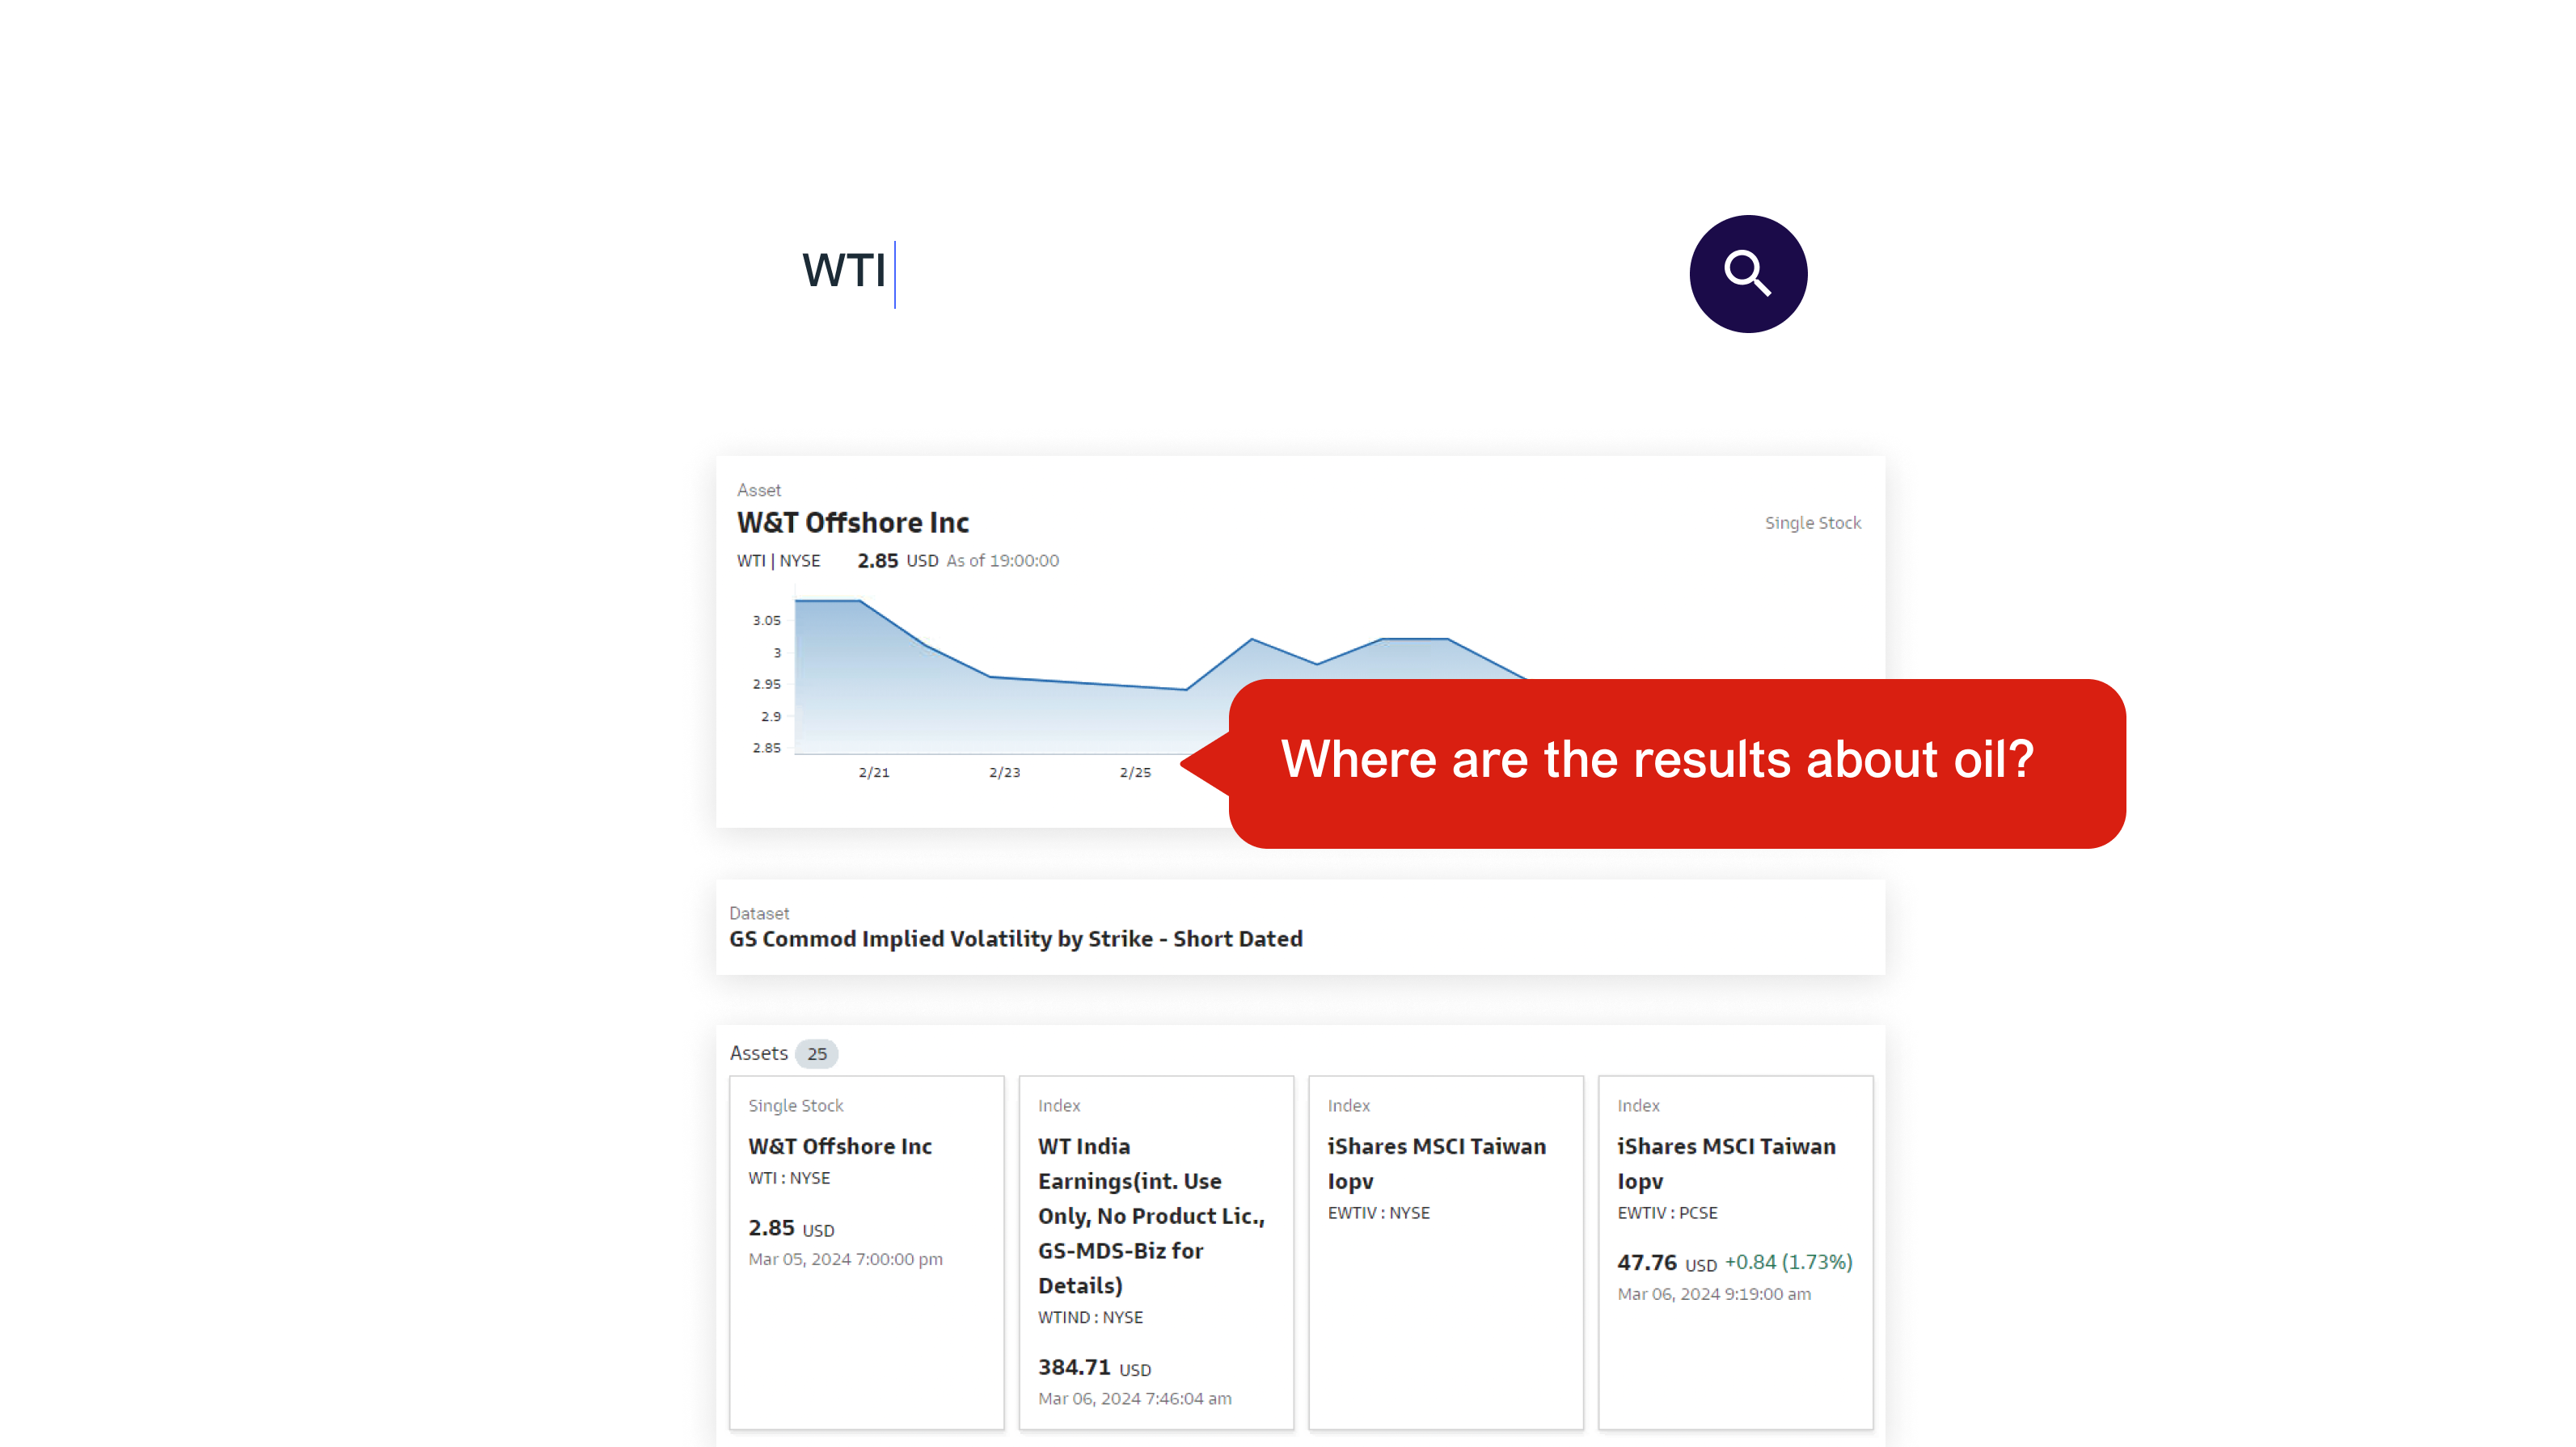 WTI
Asset
W&T Offshore Inc
Single Stock
WTI | NYSE 2.85 USD As of 19:00:00
3.05
3
2.95
2.9
2.85
2/21 2/23 2/25
Where are the results about oil?
Dataset
GS Commod Implied Volatility by Strike - Short Dated
Assets 25
Single Stock
W&T Offshore Inc
WTI : NYSE
2.85 USD
Mar 05, 2024 7:00:00 pm
Index
WT India
Earnings(int. Use
Only, No Product Lic.,
GS-MDS-Biz for
Details)
WTIND : NYSE
384.71 USD
Mar 06, 2024 7:46:04 am
Index
iShares MSCI Taiwan
Iopv
EWTIV : NYSE
Index
iShares MSCI Taiwan
Iopv
EWTIV : PCSE
47.76 USD +0.84 (1.73%)
Mar 06, 2024 9:19:00 am